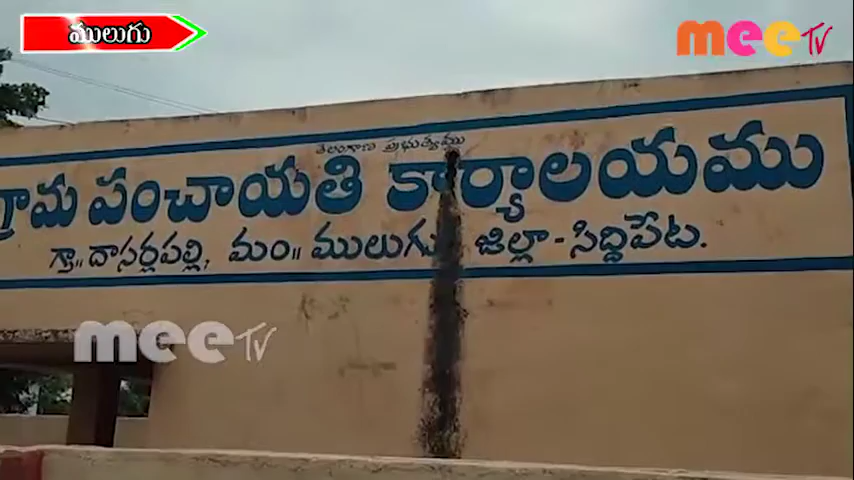 ములుగు
meeTV
తెలంగాణ ప్రభుత్వము
గ్రామ పంచాయతి కార్యాలయము
గ్రా॥ దాసర్లపల్లి, మం॥ ములుగు జిల్లా - సిద్దిపేట.
meeTV